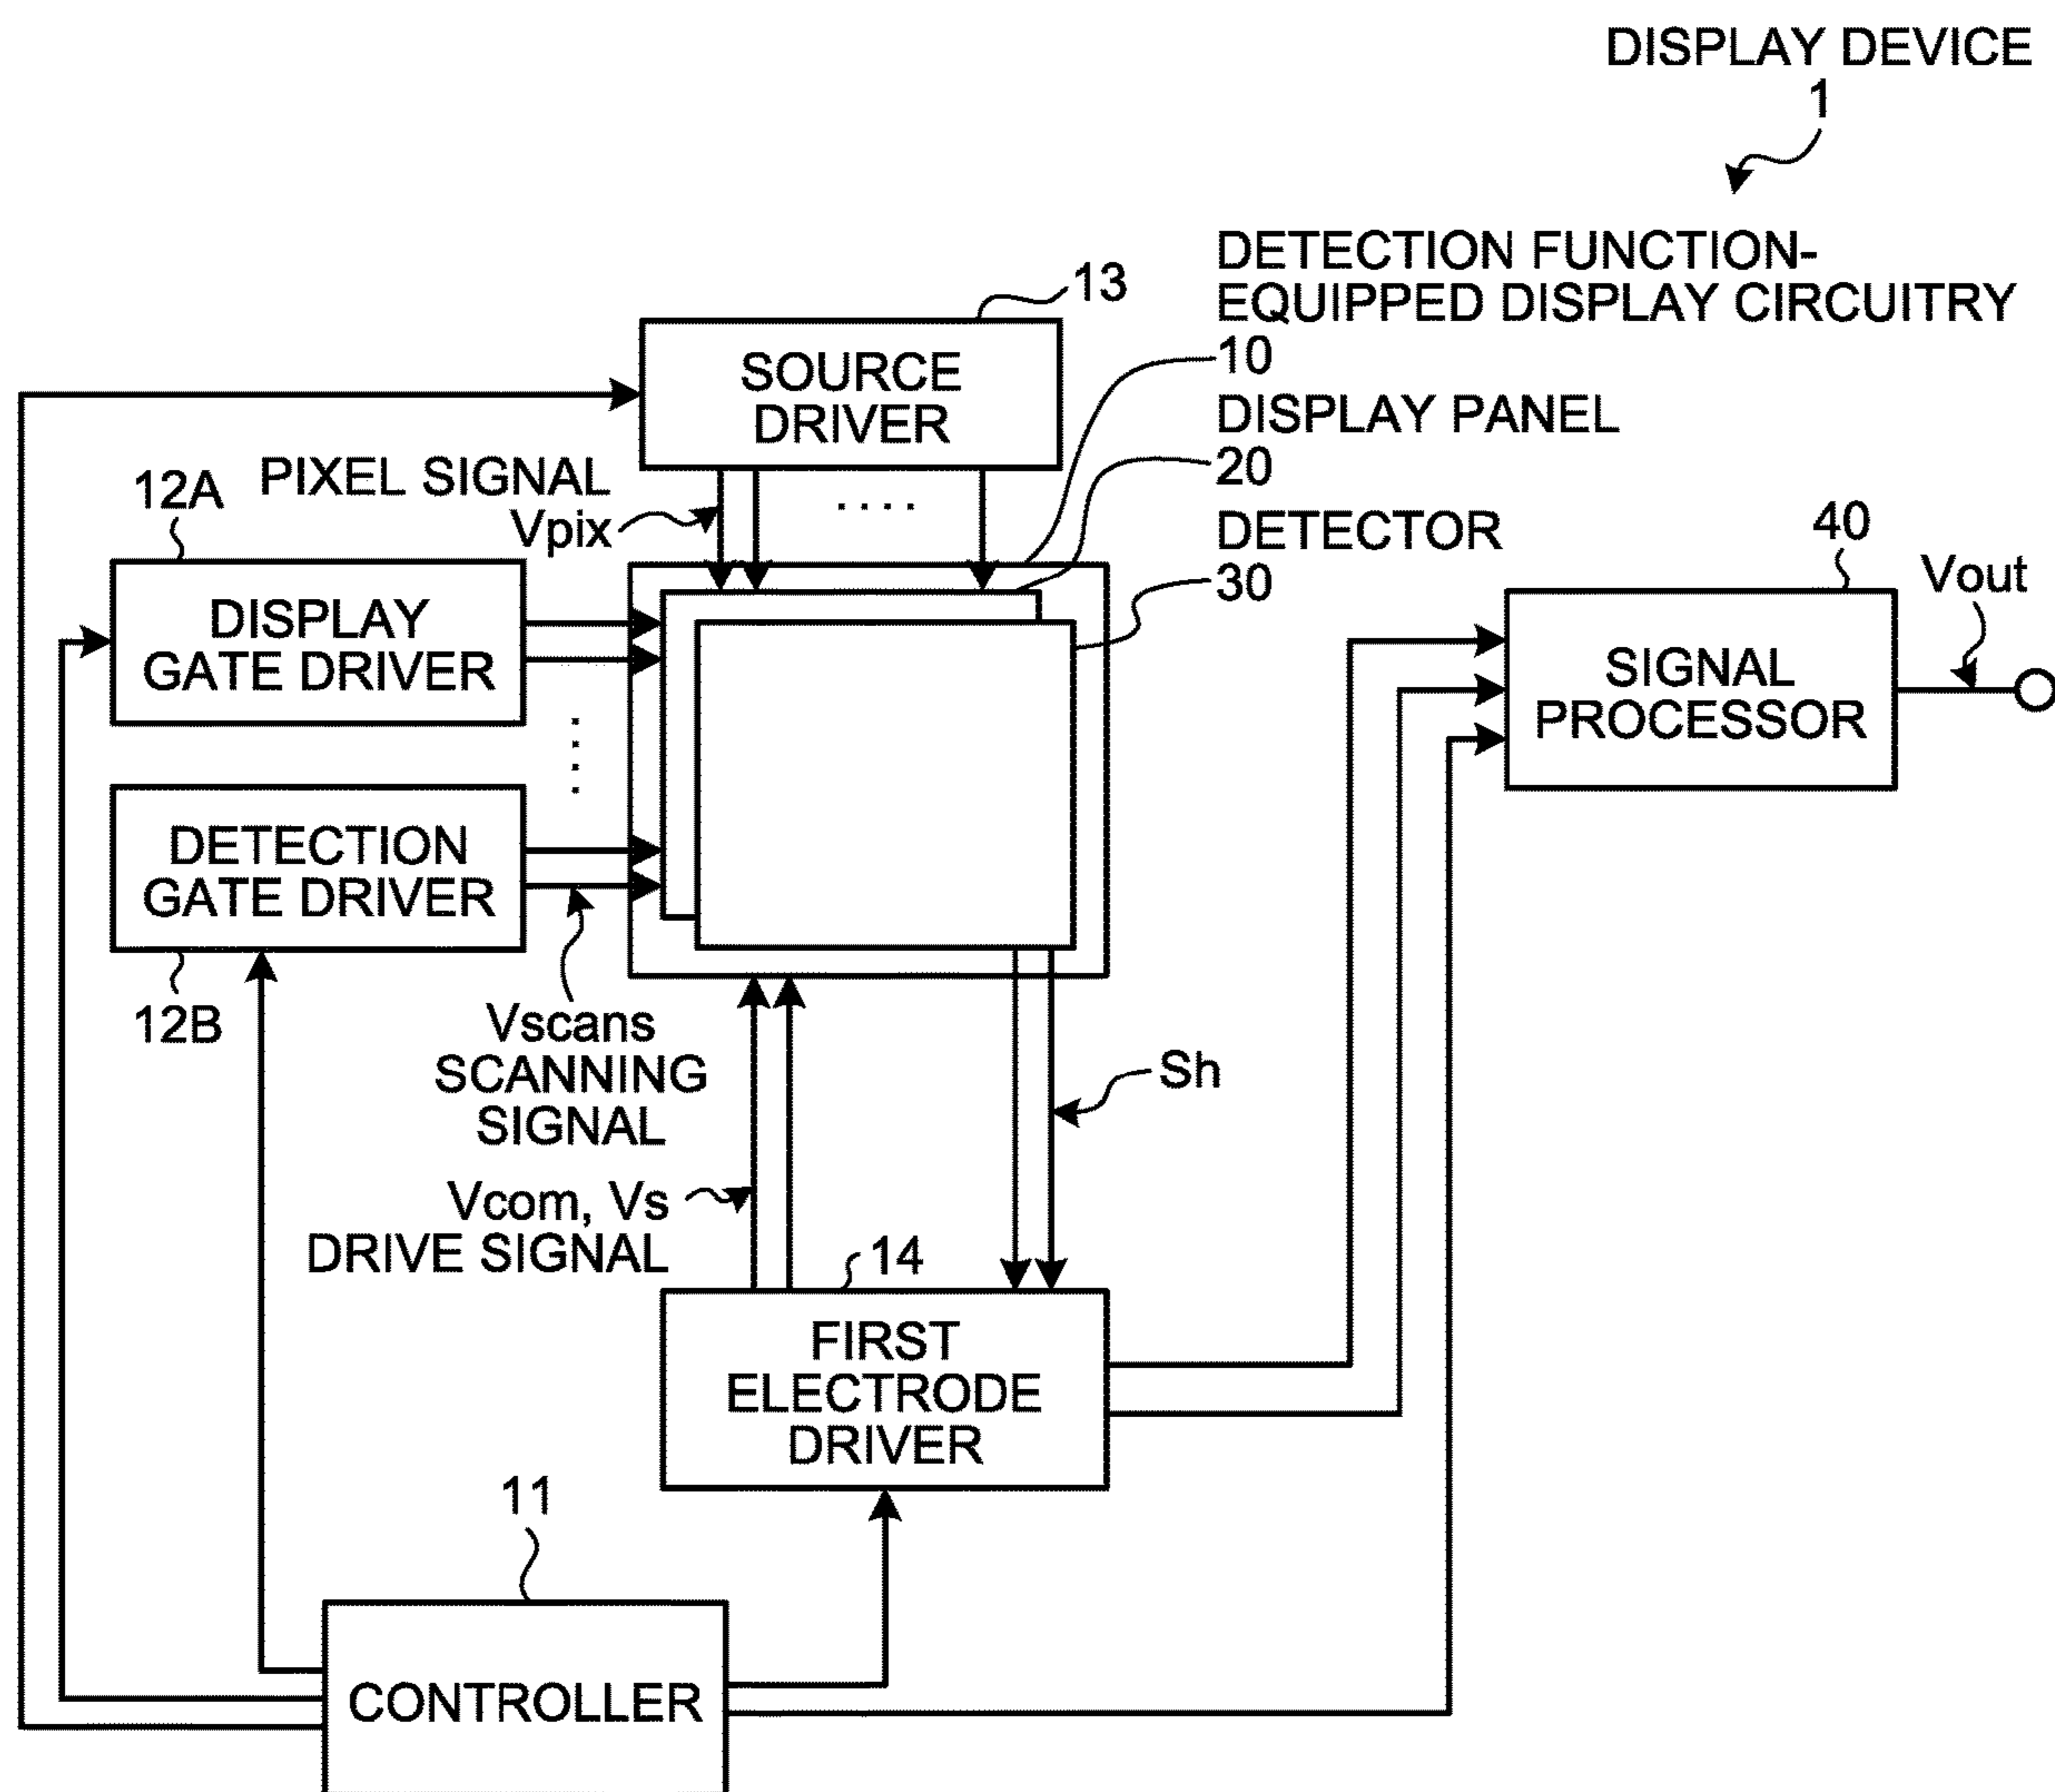 DISPLAY DEVICE
1
DETECTION FUNCTION-
EQUIPPED DISPLAY CIRCUITRY
10
DISPLAY PANEL
20
DETECTOR
30
13
SOURCE
DRIVER
PIXEL SIGNAL
Vpix
....
12A
DISPLAY
GATE DRIVER
DETECTION
GATE DRIVER
12B
40
Vout
SIGNAL
PROCESSOR
Vscans
SCANNING
SIGNAL
Sh
Vcom, Vs
DRIVE SIGNAL
14
FIRST
ELECTRODE
DRIVER
11
CONTROLLER